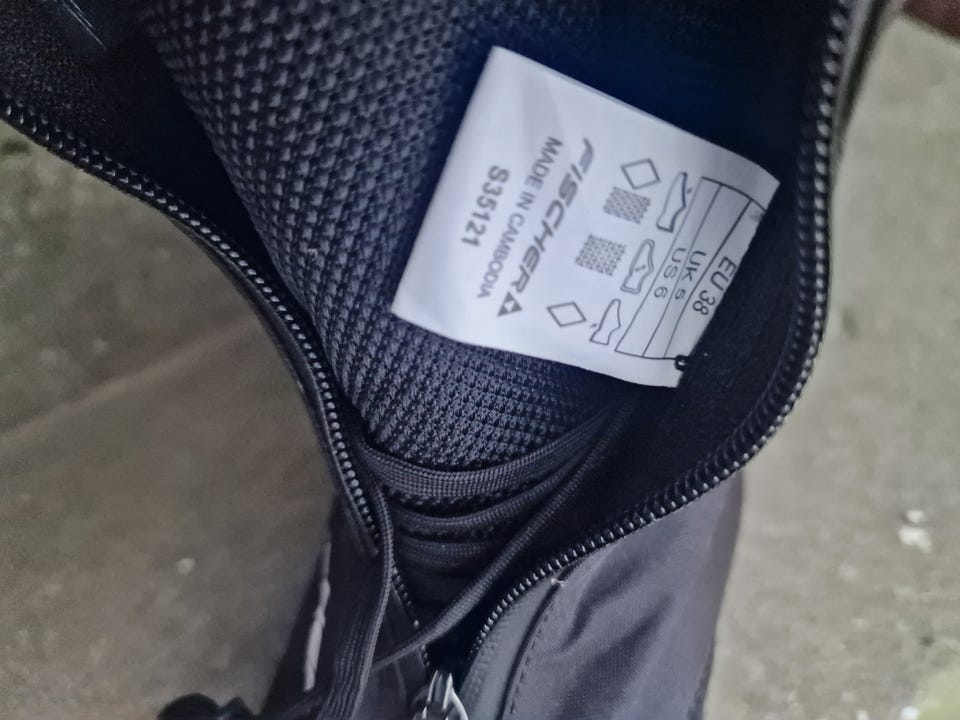 EU 38
UK 5
US 6
FISCHER
MADE IN CAMBODIA
S35121